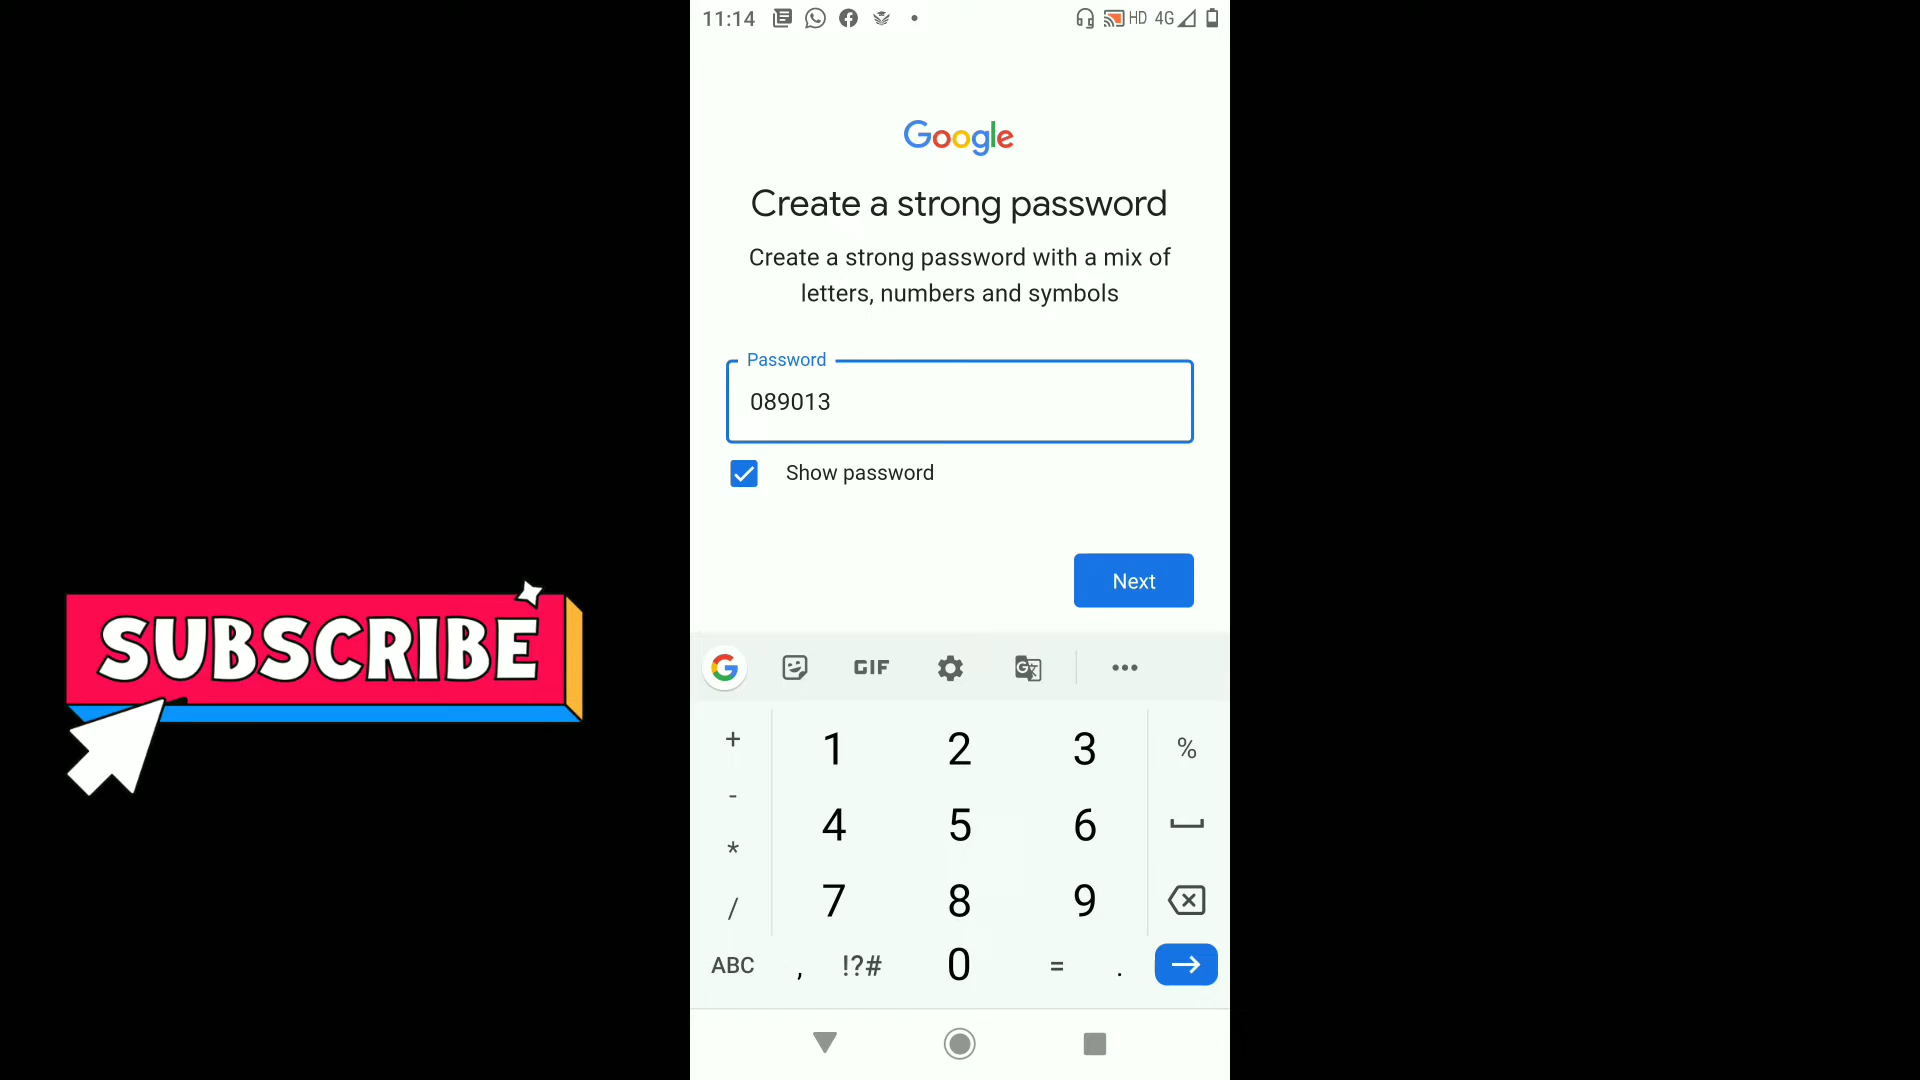 11:14
HD 4G
Google
Create a strong password
Create a strong password with a mix of
letters, numbers and symbols
Password
089013
Show password
Next
SUBSCRIBE
G GIF G
+ 1 2 3 %
- 4 5 6
*
/ 7 8 9
ABC , !?# 0 = .